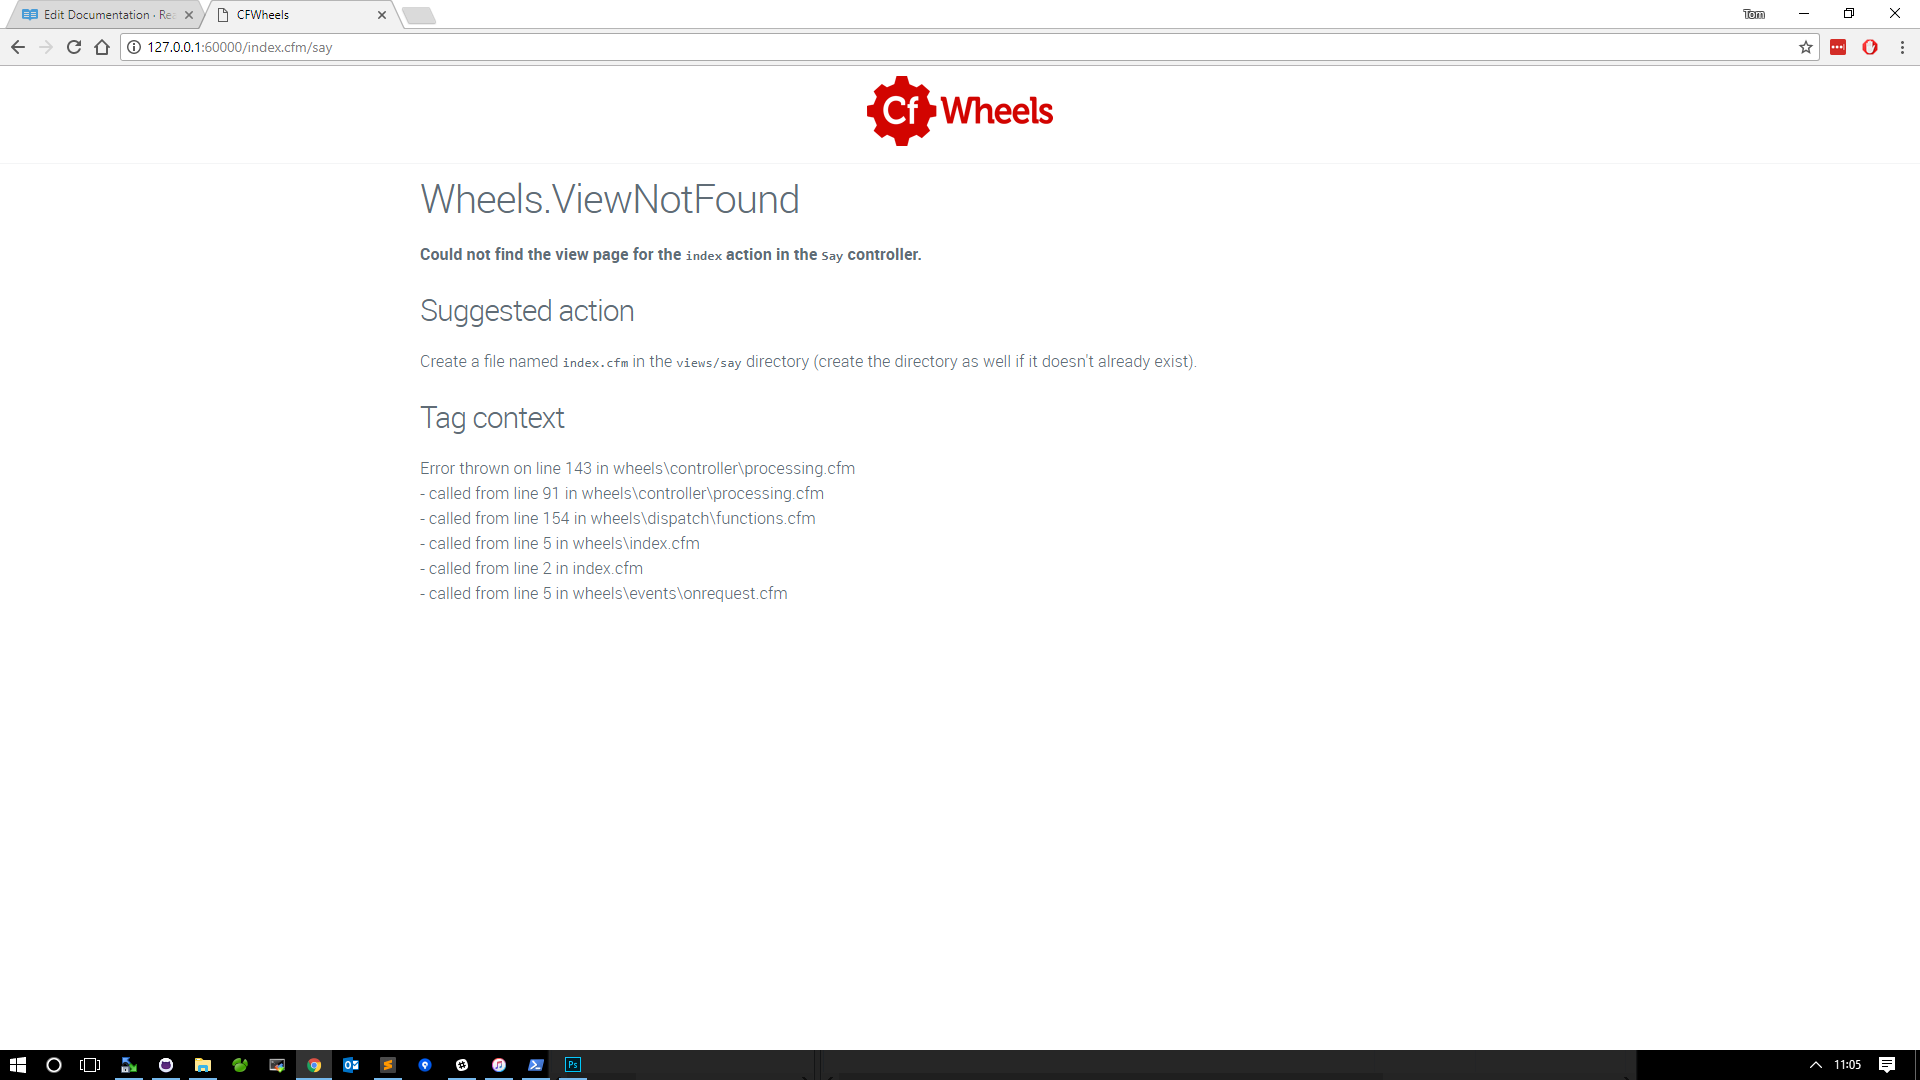 Edit Documentation · Re
CFWheels
Tom
127.0.0.1:60000/index.cfm/say
Cf Wheels
Wheels.ViewNotFound
Could not find the view page for the index action in the Say controller.
Suggested action
Create a file named index.cfm in the views/say directory (create the directory as well if it doesn't already exist).
Tag context
Error thrown on line 143 in wheels\controller\processing.cfm
- called from line 91 in wheels\controller\processing.cfm
- called from line 154 in wheels\dispatch\functions.cfm
- called from line 5 in wheels\index.cfm
- called from line 2 in index.cfm
- called from line 5 in wheels\events\onrequest.cfm
Ps
11:05